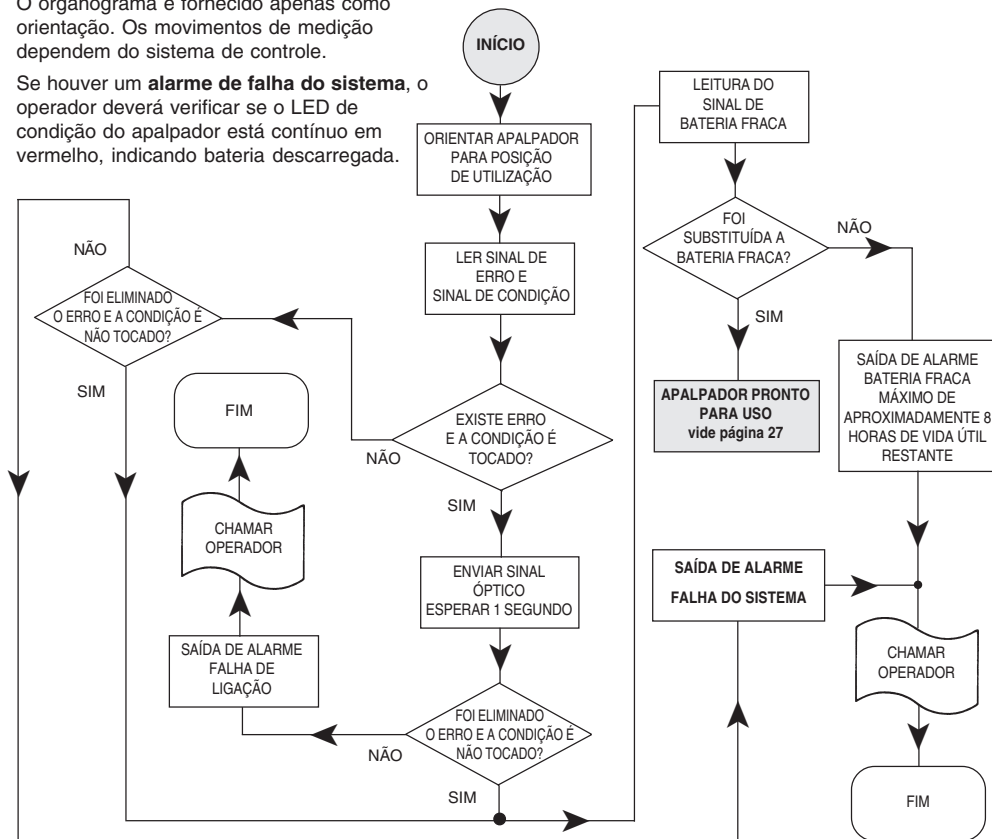 O organograma é fornecido apenas como
orientação. Os movimentos de medição
dependem do sistema de controle.
Se houver um alarme de falha do sistema, o
operador deverá verificar se o LED de
condição do apalpador está contínuo em
vermelho, indicando bateria descarregada.
INÍCIO
ORIENTAR APALPADOR
PARA POSIÇÃO
DE UTILIZAÇÃO
LER SINAL DE
ERRO E
SINAL DE CONDIÇÃO
EXISTE ERRO
E A CONDIÇÃO É
TOCADO?
NÃO
SIM
FOI ELIMINADO
O ERRO E A CONDIÇÃO É
NÃO TOCADO?
NÃO
SIM
ENVIAR SINAL
ÓPTICO
ESPERAR 1 SEGUNDO
FOI ELIMINADO
O ERRO E A CONDIÇÃO É
NÃO TOCADO?
NÃO
SIM
SAÍDA DE ALARME
FALHA DE
LIGAÇÃO
CHAMAR
OPERADOR
FIM
LEITURA DO
SINAL DE
BATERIA FRACA
FOI
SUBSTITUÍDA A
BATERIA FRACA?
NÃO
SIM
APALPADOR PRONTO
PARA USO
vide página 27
SAÍDA DE ALARME
BATERIA FRACA
MÁXIMO DE
APROXIMADAMENTE 8
HORAS DE VIDA ÚTIL
RESTANTE
SAÍDA DE ALARME
FALHA DO SISTEMA
CHAMAR
OPERADOR
FIM